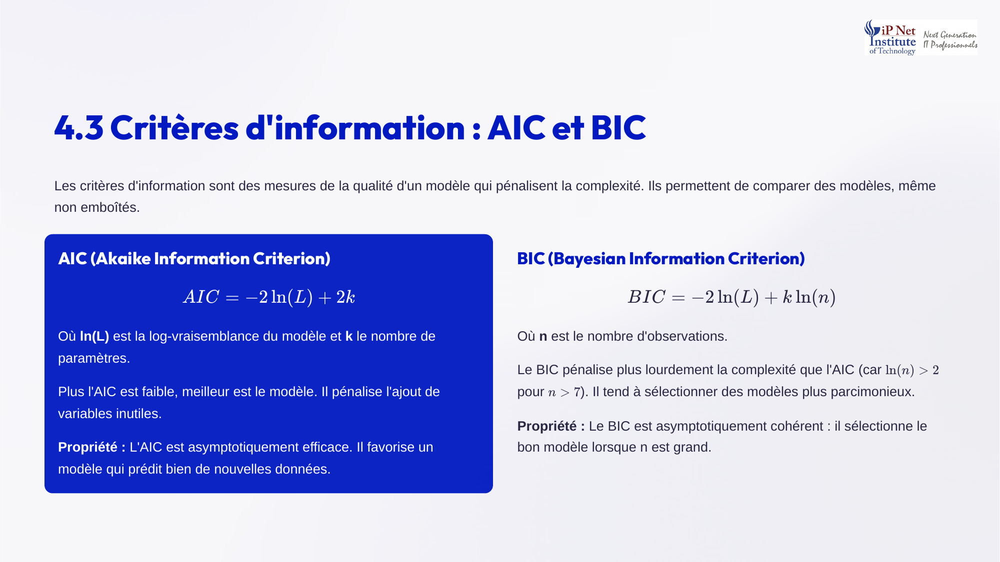 iP Net
Institute
of Technology
Next Generation
IT Professionnels
4.3 Critères d'information : AIC et BIC
Les critères d'information sont des mesures de la qualité d'un modèle qui pénalisent la complexité. Ils permettent de comparer des modèles, même
non emboîtés.
AIC (Akaike Information Criterion)
AIC = −2 ln(L) + 2k
Où ln(L) est la log-vraisemblance du modèle et k le nombre de
paramètres.
Plus l'AIC est faible, meilleur est le modèle. Il pénalise l'ajout de
variables inutiles.
Propriété : L'AIC est asymptotiquement efficace. Il favorise un
modèle qui prédit bien de nouvelles données.
BIC (Bayesian Information Criterion)
BIC = −2 ln(L) + k ln(n)
Où n est le nombre d'observations.
Le BIC pénalise plus lourdement la complexité que l'AIC (car ln(n) > 2
pour n > 7). Il tend à sélectionner des modèles plus parcimonieux.
Propriété : Le BIC est asymptotiquement cohérent : il sélectionne le
bon modèle lorsque n est grand.